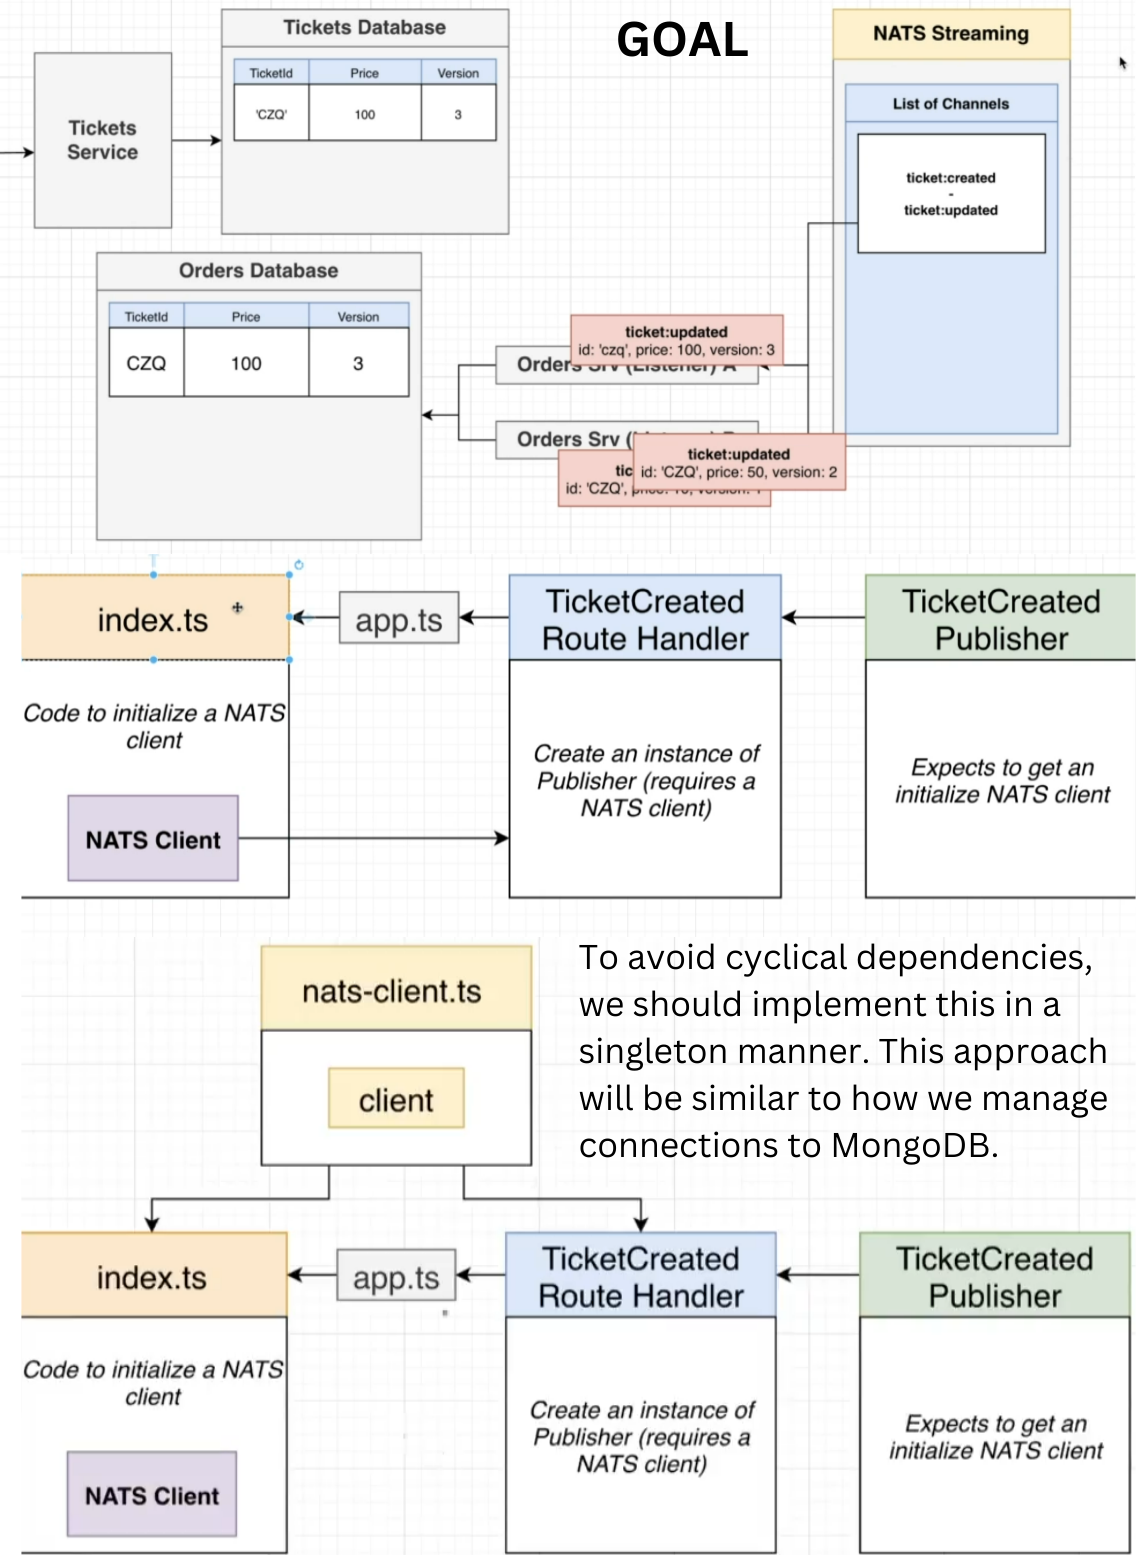 GOAL
Tickets Database
TicketId Price Version
'CZQ' 100 3
Tickets
Service
NATS Streaming
List of Channels
ticket:created
-
ticket:updated
Orders Database
TicketId Price Version
CZQ 100 3
ticket:updated
id: 'czq', price: 100, version: 3
Orders Srv (Listener) A
Orders Srv (
ticket:updated
id: 'CZQ', price: 50, version: 2
tic
id: 'CZQ',
index.ts
app.ts
TicketCreated
Route Handler
TicketCreated
Publisher
Code to initialize a NATS
client
NATS Client
Create an instance of
Publisher (requires a
NATS client)
Expects to get an
initialize NATS client
nats-client.ts
client
To avoid cyclical dependencies,
we should implement this in a
singleton manner. This approach
will be similar to how we manage
connections to MongoDB.
index.ts
app.ts
TicketCreated
Route Handler
TicketCreated
Publisher
Code to initialize a NATS
client
NATS Client
Create an instance of
Publisher (requires a
NATS client)
Expects to get an
initialize NATS client